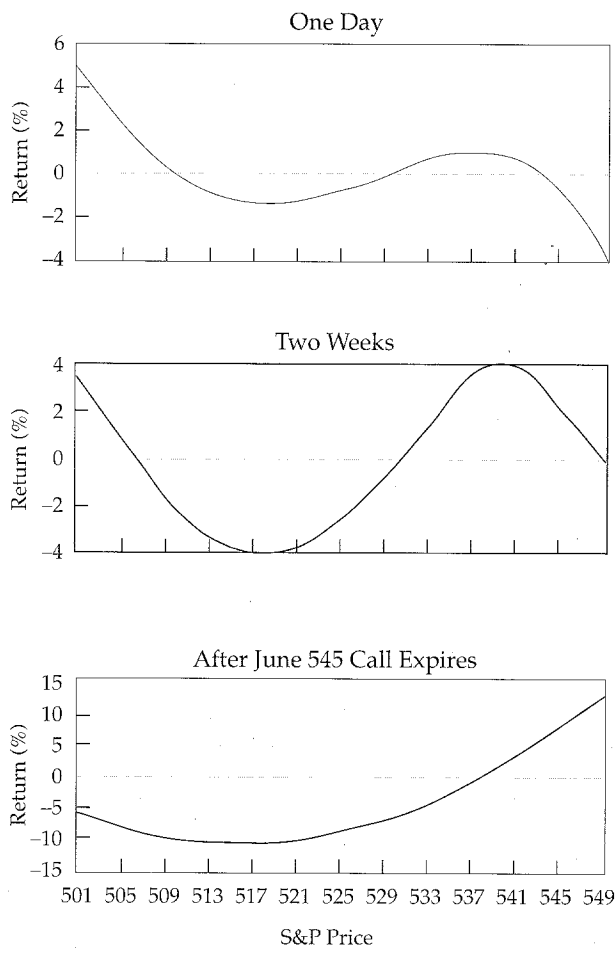 One Day
6
4
2
0
−2
−4
Return (%)
Two Weeks
4
2
0
−2
−4
Return (%)
After June 545 Call Expires
15
10
5
0
−5
−10
−15
Return (%)
501 505 509 513 517 521 525 529 533 537 541 545 549
S&P Price